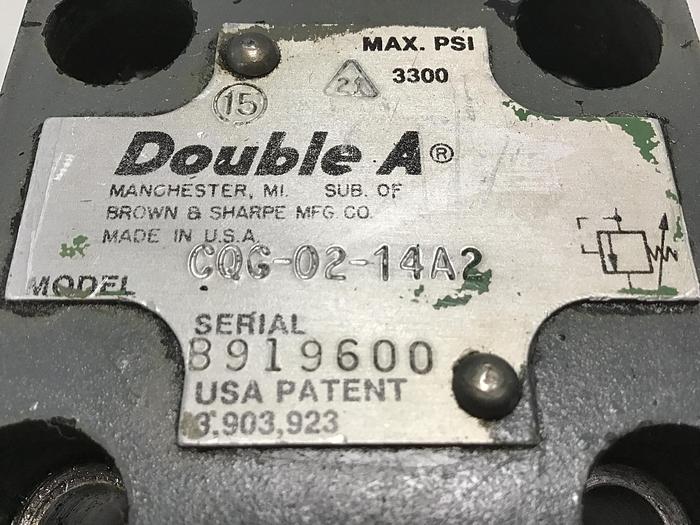 MAX. PSI
21
3300
15
Double A®
MANCHESTER, MI. SUB. OF
BROWN & SHARPE MFG. CO.
MADE IN U.S.A.
MODEL CQG-02-14A2
SERIAL
8919600
USA PATENT
3,903,923